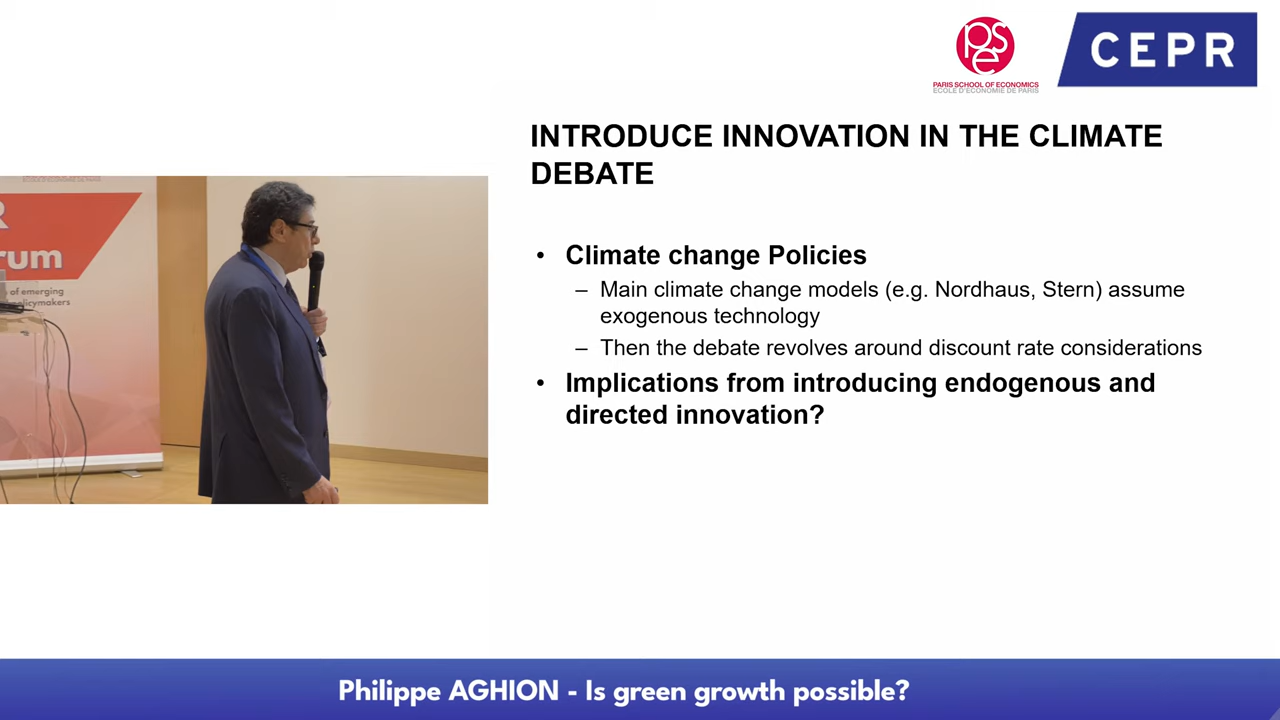 pse
PARIS SCHOOL OF ECONOMICS
ECOLE D'ECONOMIE DE PARIS
CEPR
INTRODUCE INNOVATION IN THE CLIMATE
DEBATE
• Climate change Policies
– Main climate change models (e.g. Nordhaus, Stern) assume
exogenous technology
– Then the debate revolves around discount rate considerations
• Implications from introducing endogenous and
directed innovation?
R
rum
s of emerging
policymakers
Philippe AGHION - Is green growth possible?